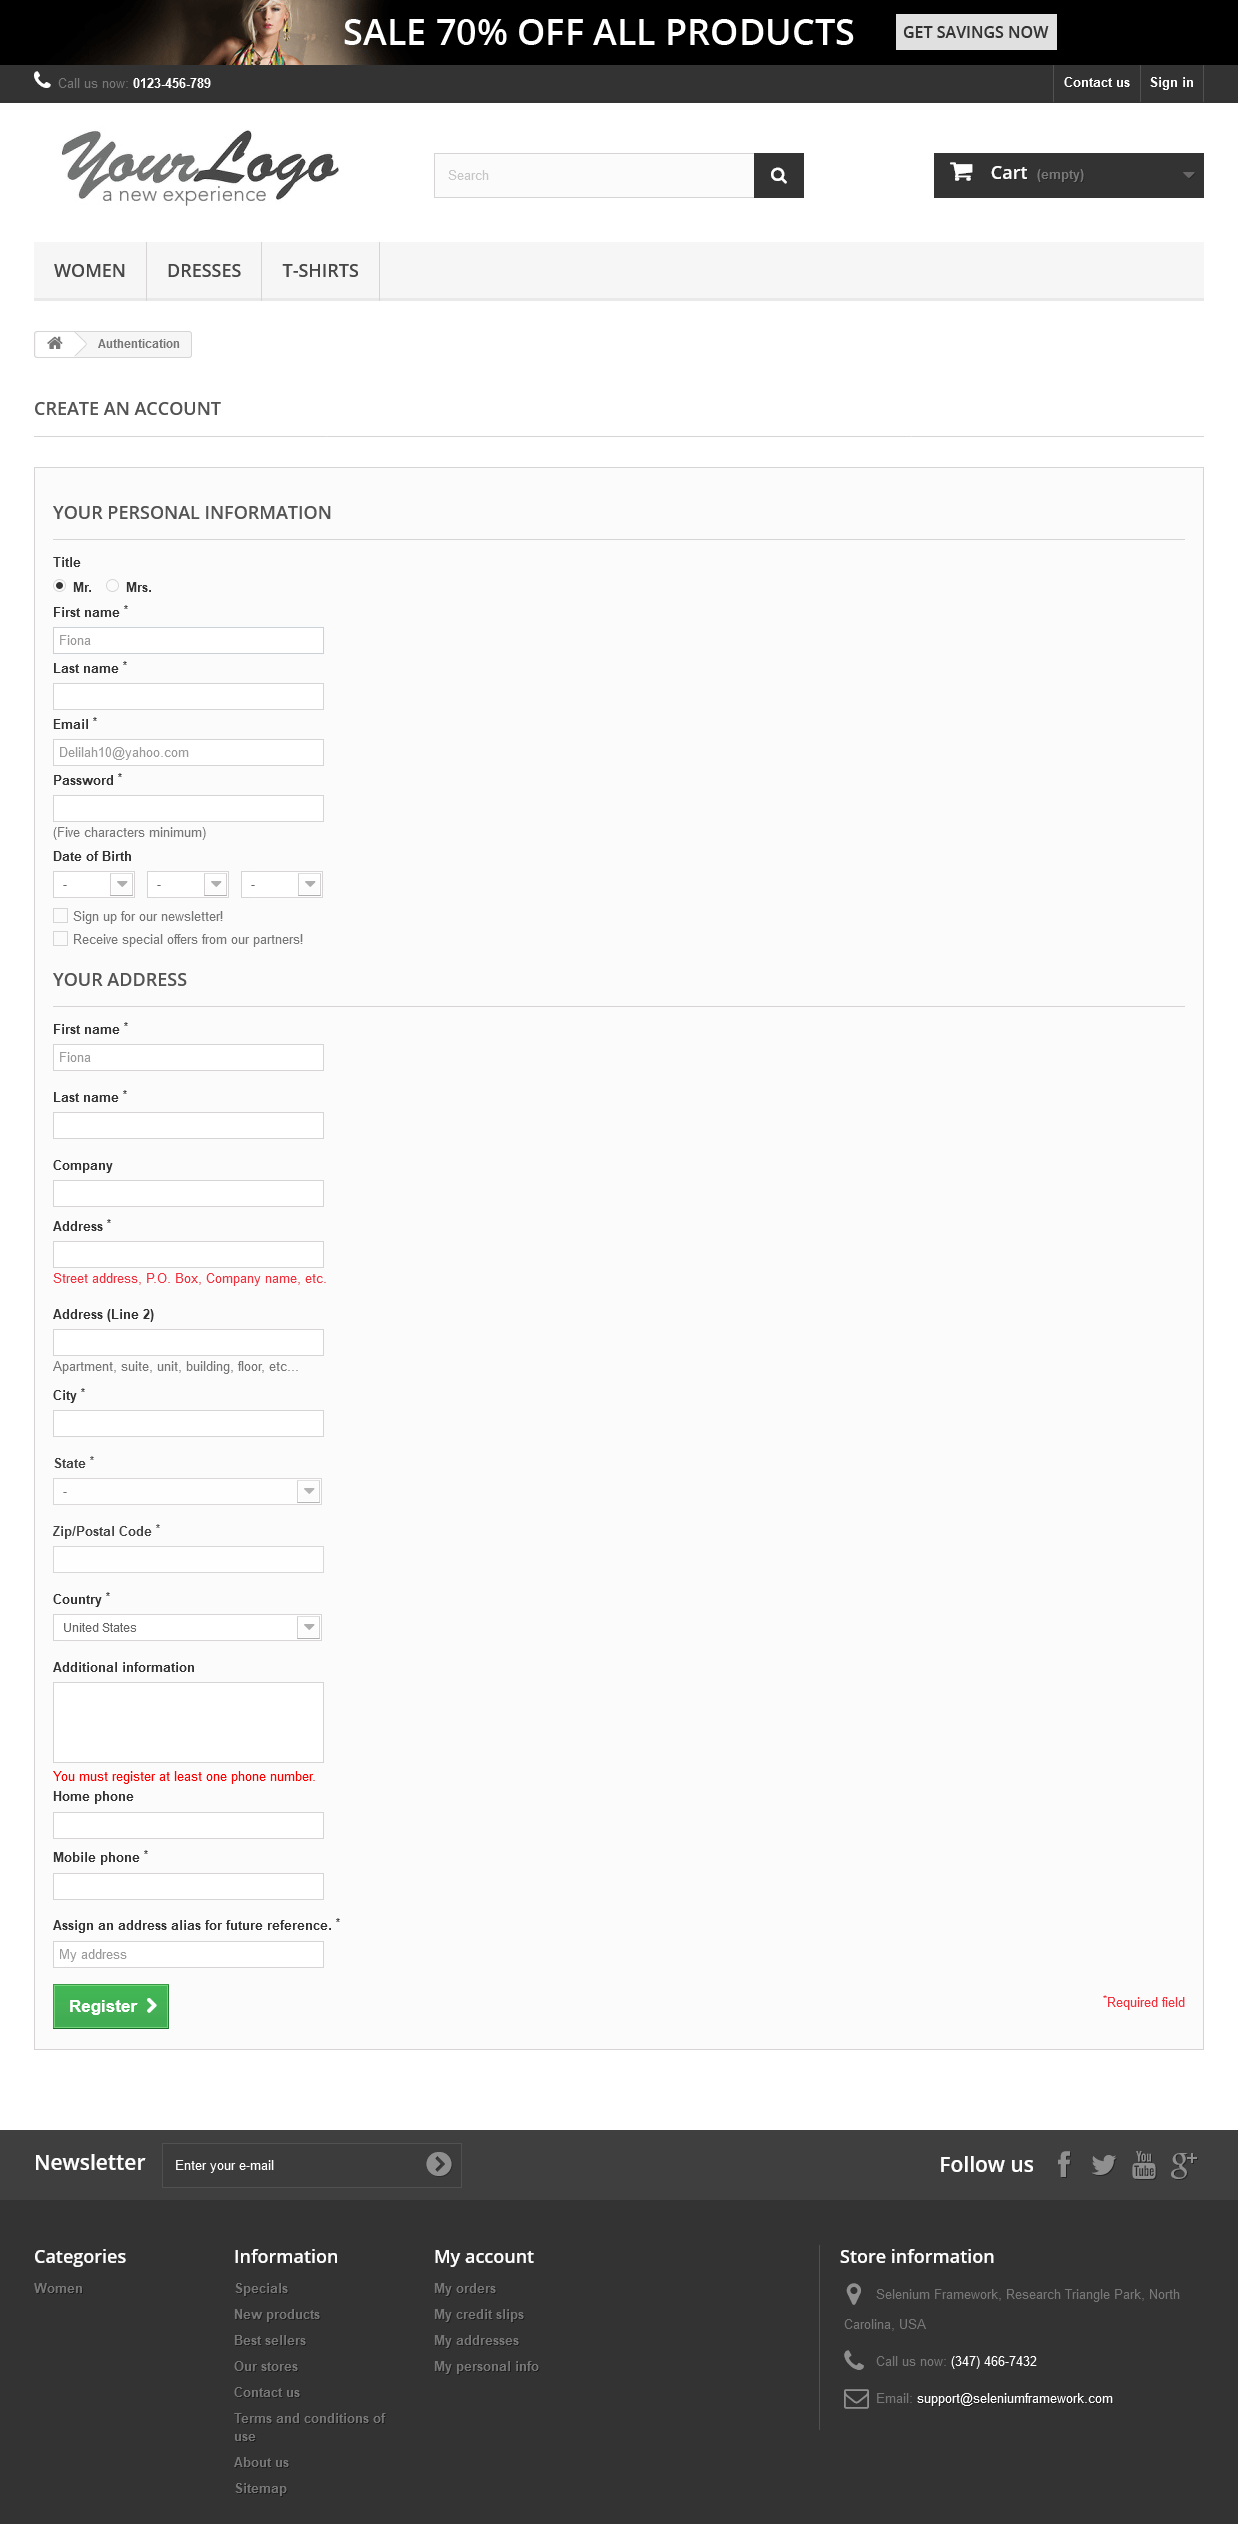 SALE 70% OFF ALL PRODUCTS GET SAVINGS NOW
Call us now: 0123-456-789 Contact us Sign in
YourLogo
a new experience
Search Cart (empty)
WOMEN DRESSES T-SHIRTS
Authentication
CREATE AN ACCOUNT
YOUR PERSONAL INFORMATION
Title
Mr. Mrs.
First name *
Fiona
Last name *
Email *
Delilah10@yahoo.com
Password *
(Five characters minimum)
Date of Birth
- - -
Sign up for our newsletter!
Receive special offers from our partners!
YOUR ADDRESS
First name *
Fiona
Last name *
Company
Address *
Street address, P.O. Box, Company name, etc.
Address (Line 2)
Apartment, suite, unit, building, floor, etc...
City *
State *
-
Zip/Postal Code *
Country *
United States
Additional information
You must register at least one phone number.
Home phone
Mobile phone *
Assign an address alias for future reference. *
My address
Register
*Required field
Newsletter Enter your e-mail Follow us
Categories
Women
Information
Specials
New products
Best sellers
Our stores
Contact us
Terms and conditions of
use
About us
Sitemap
My account
My orders
My credit slips
My addresses
My personal info
Store information
Selenium Framework, Research Triangle Park, North
Carolina, USA
Call us now: (347) 466-7432
Email: support@seleniumframework.com